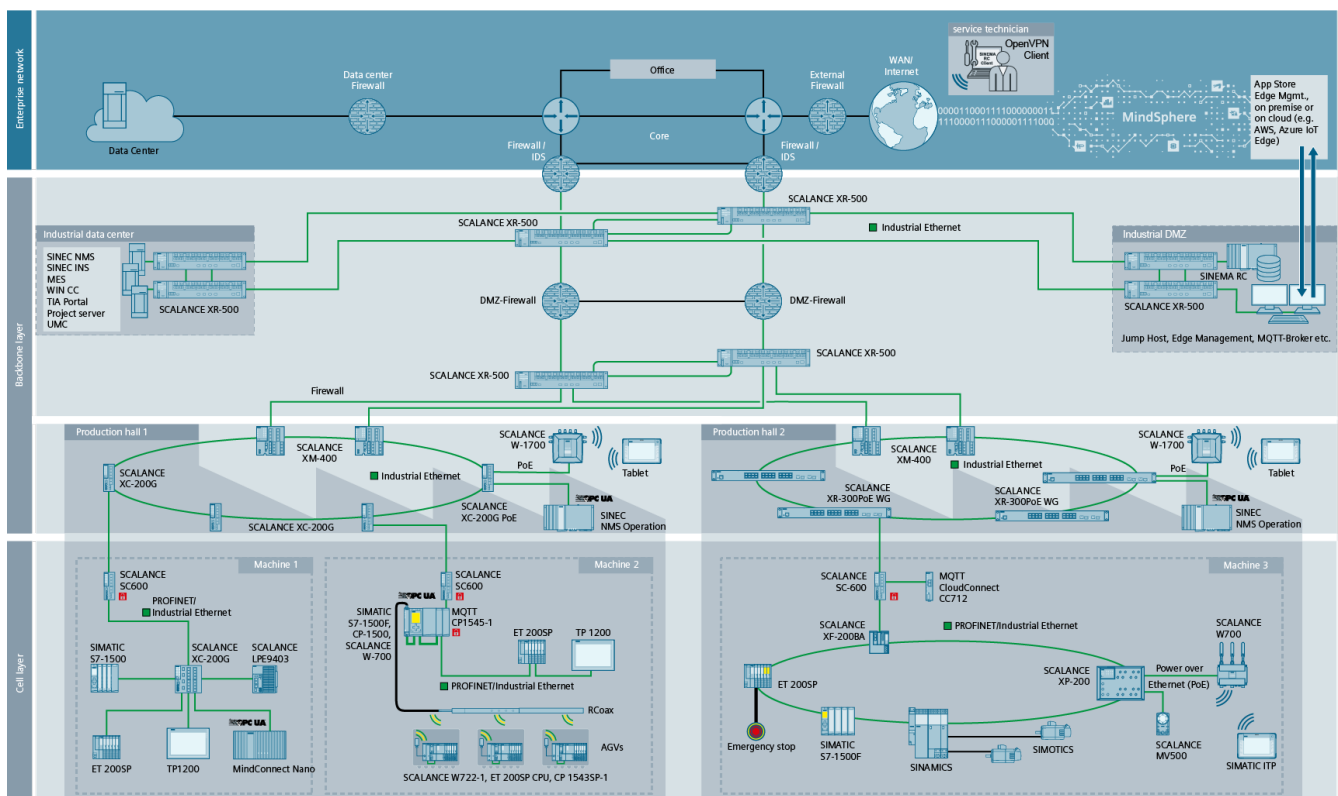 Enterprise network
service technician
OpenVPN
Client
SINEMA
RC
Client
Office
Data center
Firewall
External
Firewall
WAN/
Internet
0000110001111000000011
1110000111000001111000
MindSphere
App Store
Edge Mgmt.,
on premise or
on cloud (e.g.
AWS, Azure IoT
Edge)
Data Center
Core
Firewall /
IDS
Firewall /
IDS
Backbone layer
SCALANCE XR-500
SCALANCE XR-500
Industrial Ethernet
Industrial data center
SINEC NMS
SINEC INS
MES
WIN CC
TIA Portal
Project server
UMC
SCALANCE XR-500
Industrial DMZ
SINEMA RC
SCALANCE XR-500
Jump Host, Edge Management, MQTT-Broker etc.
DMZ-Firewall
DMZ-Firewall
SCALANCE XR-500
SCALANCE XR-500
Firewall
Production hall 1
SCALANCE
XM-400
SCALANCE
W-1700
Tablet
PoE
SCALANCE
XC-200G
Industrial Ethernet
SCALANCE
XC-200G PoE
SCALANCE XC-200G
OPC UA
SINEC
NMS Operation
Production hall 2
SCALANCE
XM-400
SCALANCE
W-1700
Tablet
PoE
Industrial Ethernet
SCALANCE
XR-300PoE WG
SCALANCE
XR-300PoE WG
OPC UA
SINEC
NMS Operation
Cell layer
Machine 1
SCALANCE
SC600
PROFINET/
Industrial Ethernet
SIMATIC
S7-1500
SCALANCE
XC-200G
SCALANCE
LPE9403
OPC UA
ET 200SP
TP1200
MindConnect Nano
Machine 2
SCALANCE
SC600
OPC UA
SIMATIC
S7-1500F,
CP-1500,
SCALANCE
W-700
MQTT
CP1545-1
ET 200SP
TP 1200
PROFINET/Industrial Ethernet
RCoax
AGVs
SCALANCE W722-1, ET 200SP CPU, CP 1543SP-1
Machine 3
SCALANCE
SC-600
MQTT
CloudConnect
CC712
SCALANCE
XF-200BA
PROFINET/Industrial Ethernet
SCALANCE
W700
ET 200SP
SCALANCE
XP-200
Power over
Ethernet (PoE)
Emergency stop
SIMATIC
S7-1500F
SINAMICS
SIMOTICS
SCALANCE
MV500
SIMATIC ITP